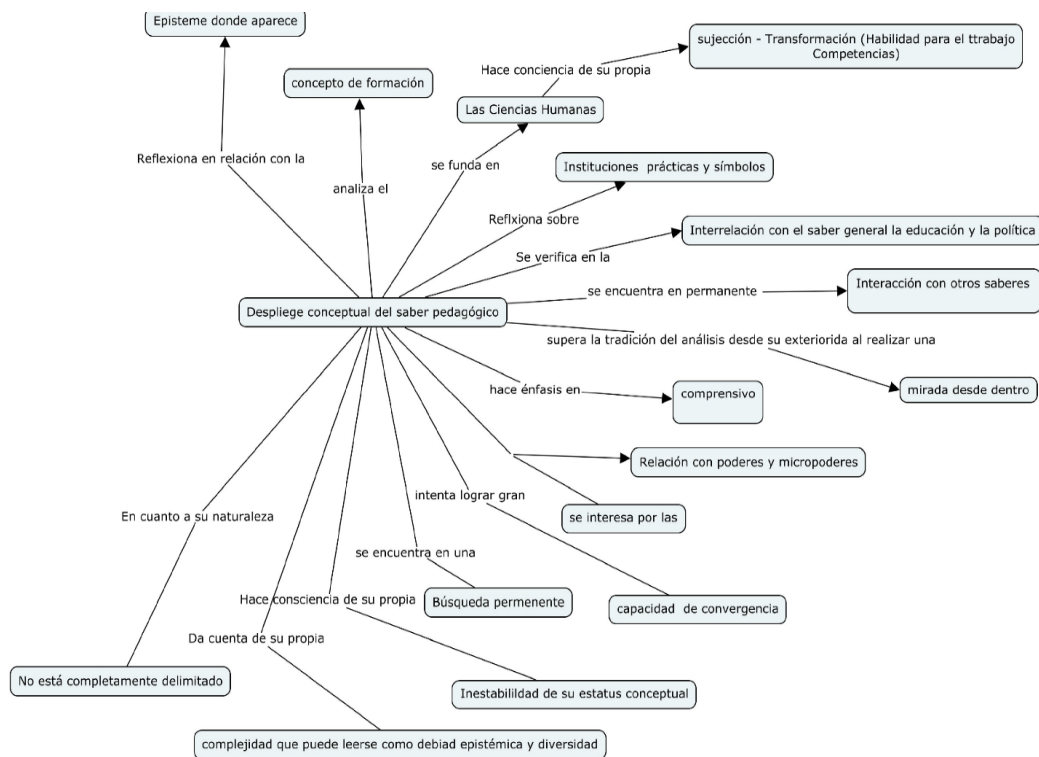 Episteme donde aparece
sujección - Transformación (Habilidad para el ttrabajo
Competencias)
Hace conciencia de su propia
concepto de formación
Las Ciencias Humanas
Reflexiona en relación con la
se funda en
Instituciones prácticas y símbolos
analiza el
Reflxiona sobre
Interrelación con el saber general la educación y la política
Se verifica en la
Interacción con otros saberes
se encuentra en permanente
Despliege conceptual del saber pedagógico
supera la tradición del análisis desde su exteriorida al realizar una
mirada desde dentro
hace énfasis en
comprensivo
Relación con poderes y micropoderes
intenta lograr gran
En cuanto a su naturaleza
se interesa por las
se encuentra en una
Hace consciencia de su propia
Búsqueda permenente
capacidad de convergencia
Da cuenta de su propia
No está completamente delimitado
Inestabilildad de su estatus conceptual
complejidad que puede leerse como debiad epistémica y diversidad